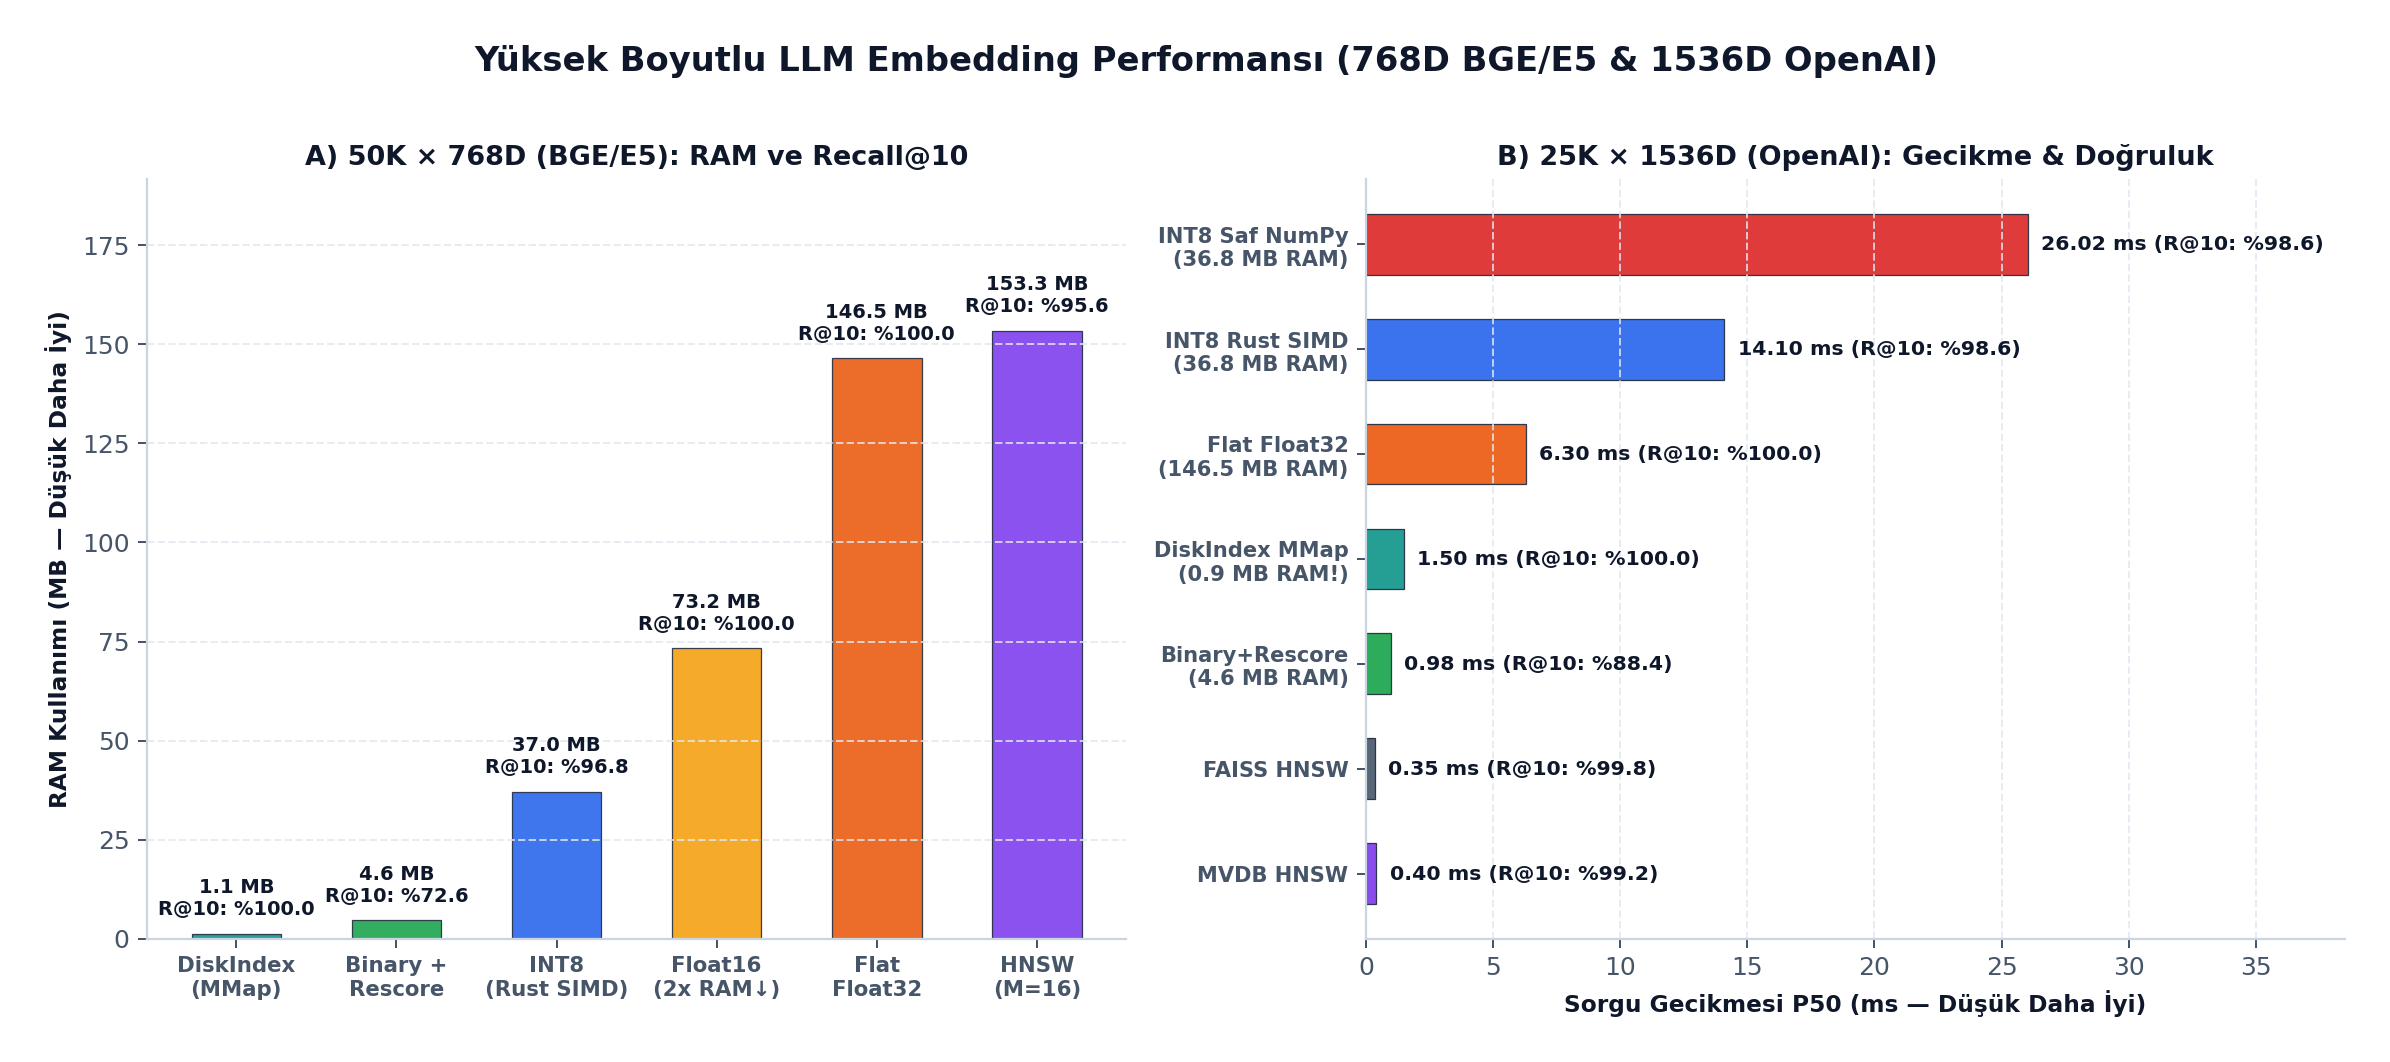 Yüksek Boyutlu LLM Embedding Performansı (768D BGE/E5 & 1536D OpenAI)
A) 50K × 768D (BGE/E5): RAM ve Recall@10
RAM Kullanımı (MB — Düşük Daha İyi)
175
150
125
100
75
50
25
0
1.1 MB
R@10: %100.0
4.6 MB
R@10: %72.6
37.0 MB
R@10: %96.8
73.2 MB
R@10: %100.0
146.5 MB
R@10: %100.0
153.3 MB
R@10: %95.6
DiskIndex
(MMap)
Binary +
Rescore
INT8
(Rust SIMD)
Float16
(2x RAM↓)
Flat
Float32
HNSW
(M=16)
B) 25K × 1536D (OpenAI): Gecikme & Doğruluk
INT8 Saf NumPy
(36.8 MB RAM)
26.02 ms (R@10: %98.6)
INT8 Rust SIMD
(36.8 MB RAM)
14.10 ms (R@10: %98.6)
Flat Float32
(146.5 MB RAM)
6.30 ms (R@10: %100.0)
DiskIndex MMap
(0.9 MB RAM!)
1.50 ms (R@10: %100.0)
Binary+Rescore
(4.6 MB RAM)
0.98 ms (R@10: %88.4)
FAISS HNSW
0.35 ms (R@10: %99.8)
MVDB HNSW
0.40 ms (R@10: %99.2)
0 5 10 15 20 25 30 35
Sorgu Gecikmesi P50 (ms — Düşük Daha İyi)